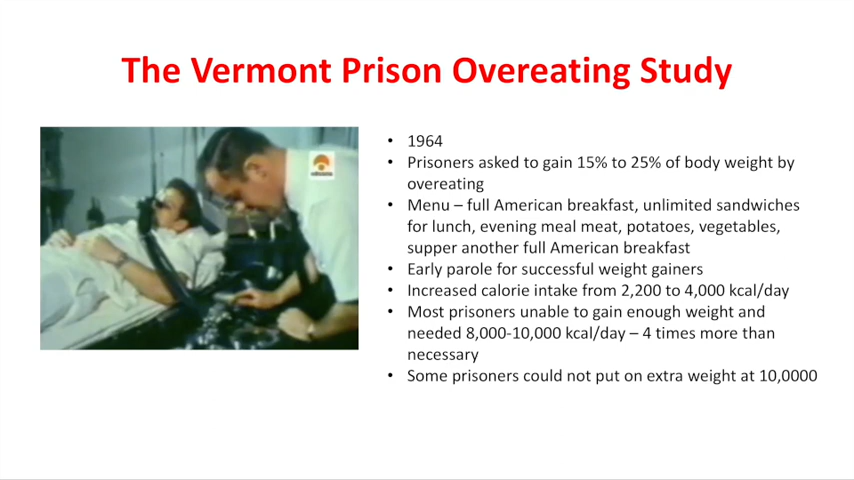 The Vermont Prison Overeating Study
• 1964
• Prisoners asked to gain 15% to 25% of body weight by
overeating
• Menu – full American breakfast, unlimited sandwiches
for lunch, evening meal meat, potatoes, vegetables,
supper another full American breakfast
• Early parole for successful weight gainers
• Increased calorie intake from 2,200 to 4,000 kcal/day
• Most prisoners unable to gain enough weight and
needed 8,000-10,000 kcal/day – 4 times more than
necessary
• Some prisoners could not put on extra weight at 10,0000